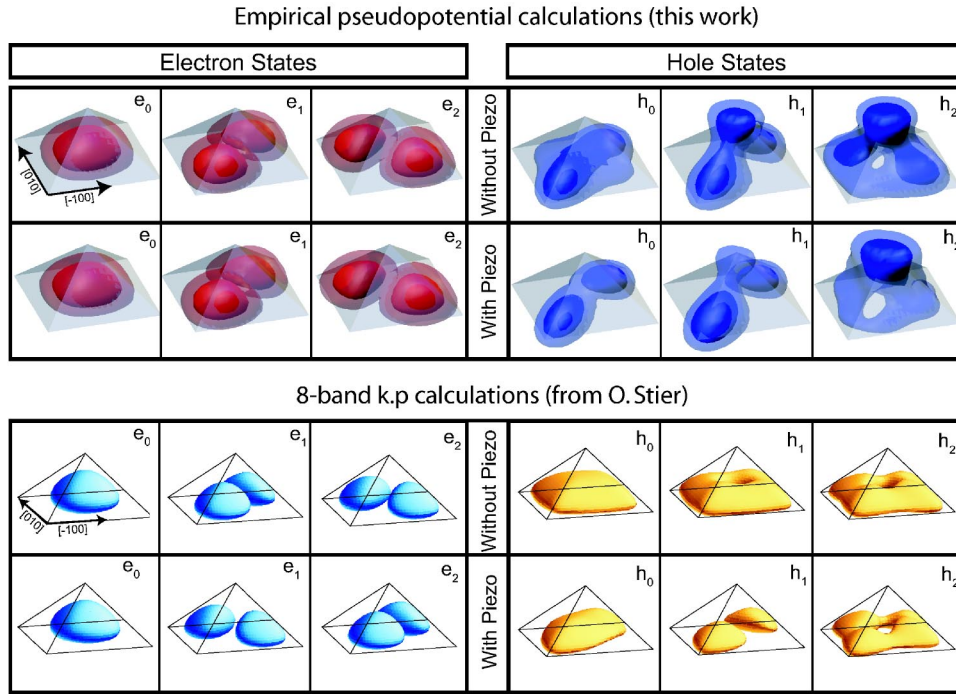 Empirical pseudopotential calculations (this work)
Electron States
Hole States
e0
e1
e2
Without Piezo
h0
h1
h2
[010]
[-100]
e0
e1
e2
With Piezo
h0
h1
h2
8-band k.p calculations (from O. Stier)
e0
e1
e2
Without Piezo
h0
h1
h2
[010]
[-100]
e0
e1
e2
With Piezo
h0
h1
h2